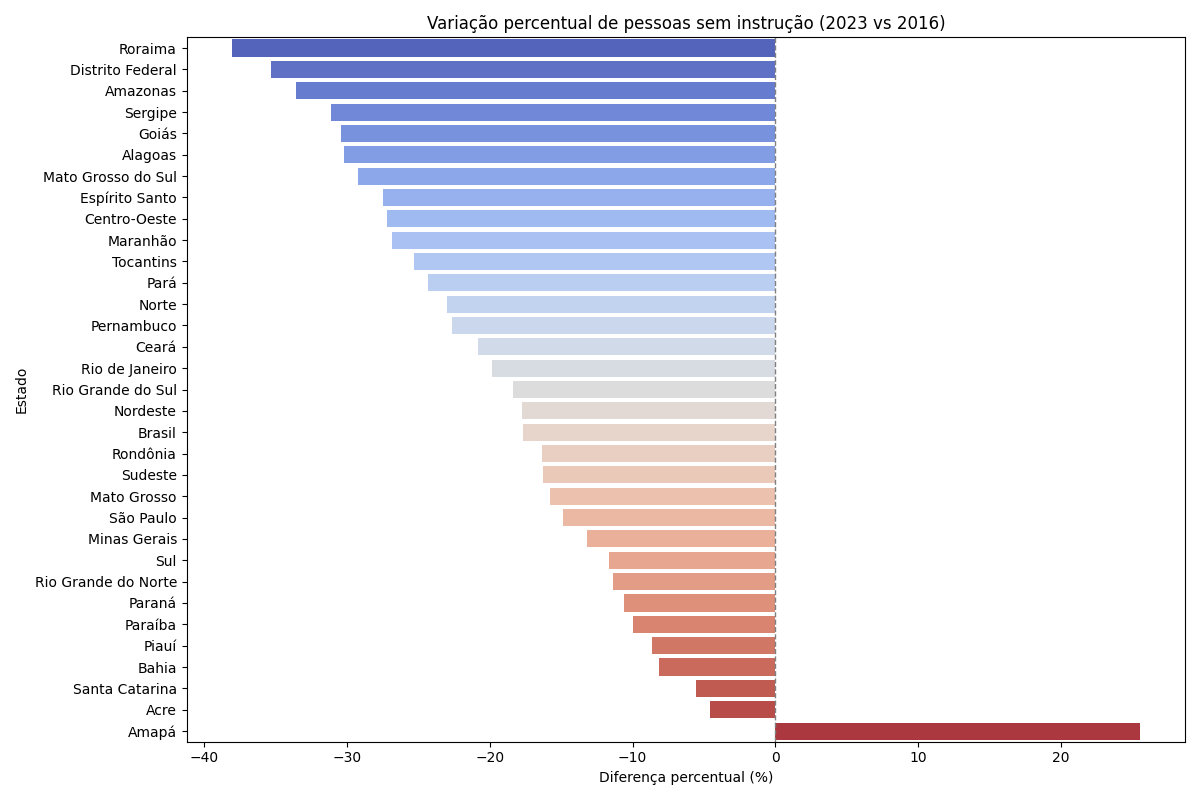 Variação percentual de pessoas sem instrução (2023 vs 2016)
Estado
Roraima
Distrito Federal
Amazonas
Sergipe
Goiás
Alagoas
Mato Grosso do Sul
Espírito Santo
Centro-Oeste
Maranhão
Tocantins
Pará
Norte
Pernambuco
Ceará
Rio de Janeiro
Rio Grande do Sul
Nordeste
Brasil
Rondônia
Sudeste
Mato Grosso
São Paulo
Minas Gerais
Sul
Rio Grande do Norte
Paraná
Paraíba
Piauí
Bahia
Santa Catarina
Acre
Amapá
−40 −30 −20 −10 0 10 20
Diferença percentual (%)